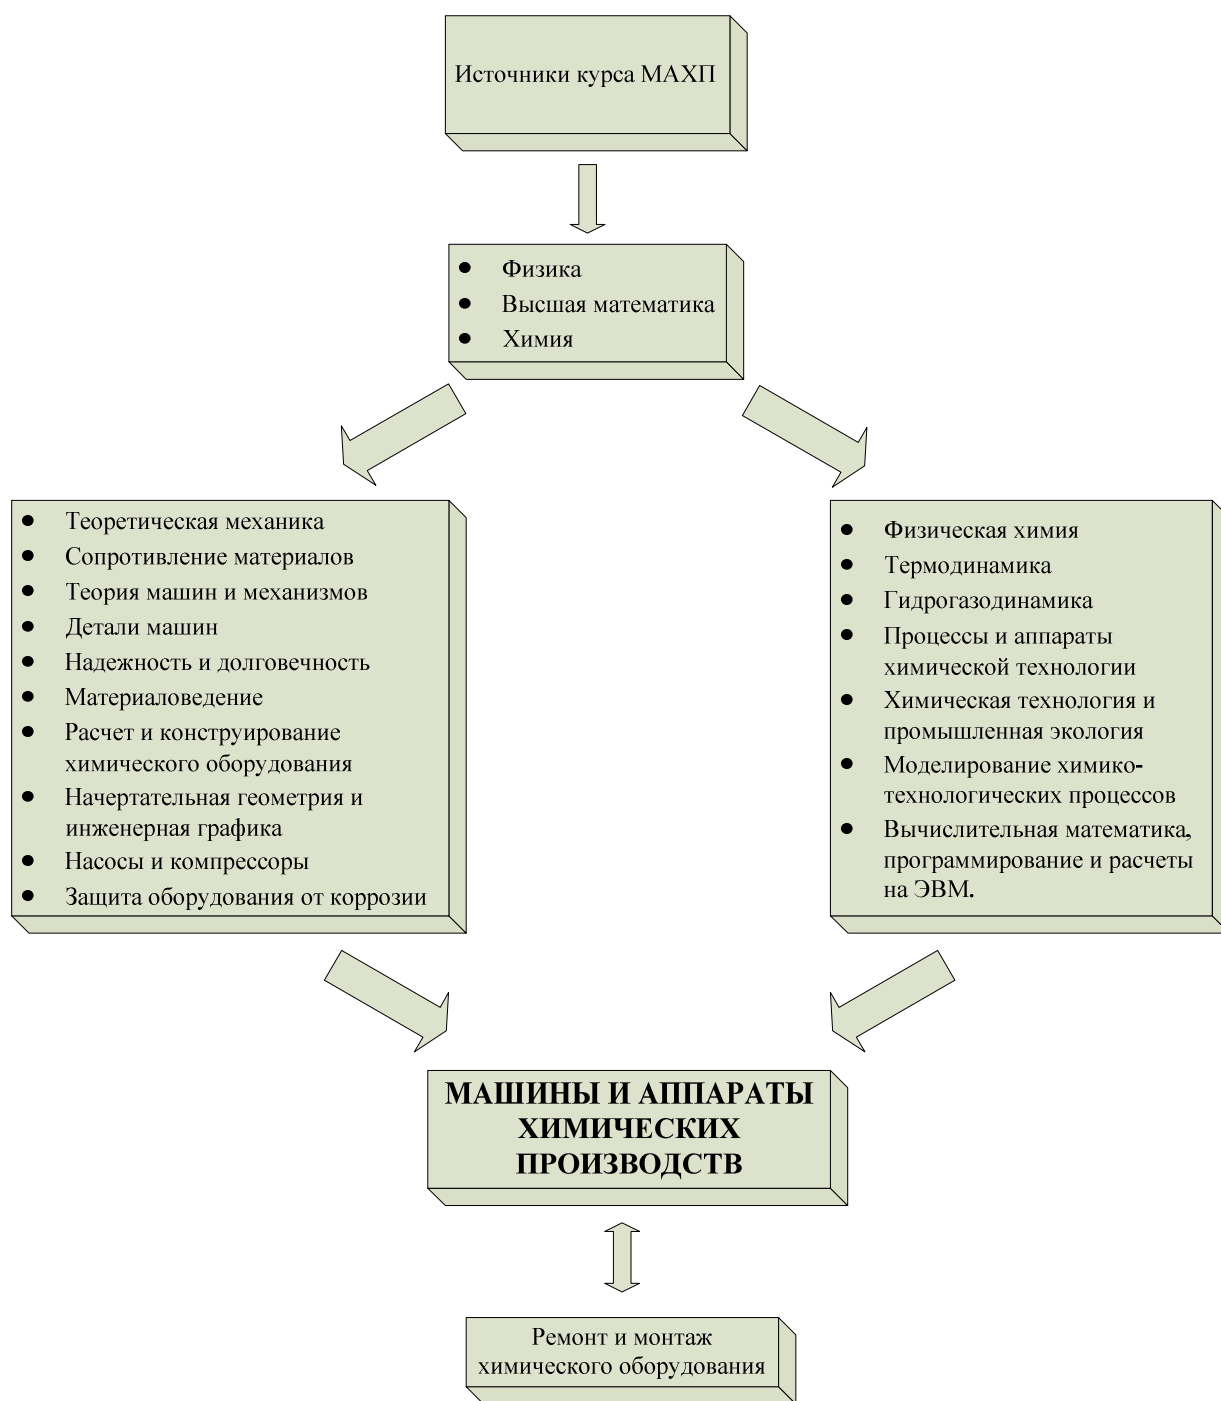 Источники курса МАХП
● Физика
● Высшая математика
● Химия
● Теоретическая механика
● Сопротивление материалов
● Теория машин и механизмов
● Детали машин
● Надежность и долговечность
● Материаловедение
● Расчет и конструирование
химического оборудования
● Начертательная геометрия и
инженерная графика
● Насосы и компрессоры
● Защита оборудования от коррозии
● Физическая химия
● Термодинамика
● Гидрогазодинамика
● Процессы и аппараты
химической технологии
● Химическая технология и
промышленная экология
● Моделирование химико-
технологических процессов
● Вычислительная математика,
программирование и расчеты
на ЭВМ.
МАШИНЫ И АППАРАТЫ
ХИМИЧЕСКИХ
ПРОИЗВОДСТВ
Ремонт и монтаж
химического оборудования